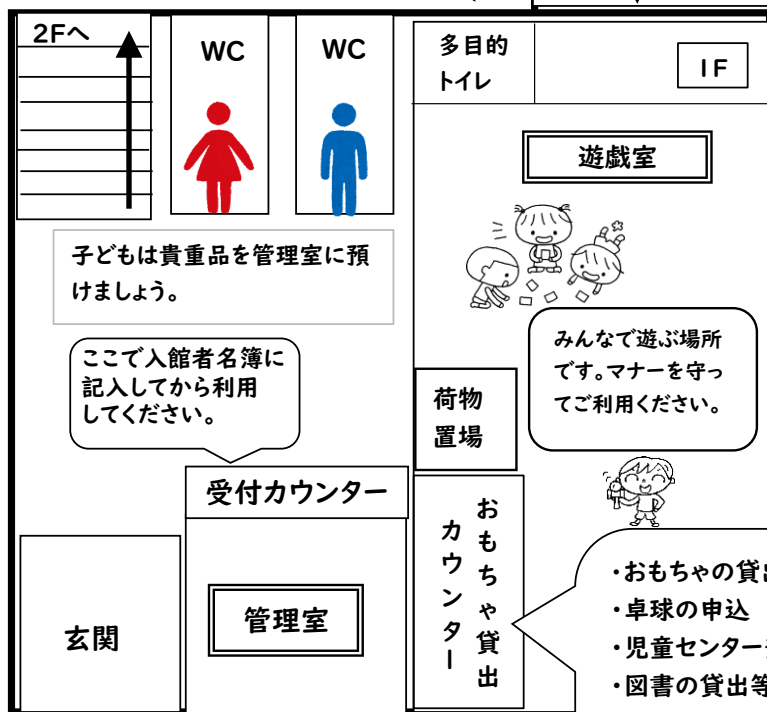 2Fへ
WC
WC
多目的
トイレ
1F
遊戯室
子どもは貴重品を管理室に預
けましょう。
みんなで遊ぶ場所
です。マナーを守っ
てご利用ください。
ここで入館者名簿に
記入してから利用
してください。
荷物
置場
受付カウンター
おもちゃ貸出
カウンター
玄関
管理室
・おもちゃの貸出
・卓球の申込
・児童センター
・図書の貸出等